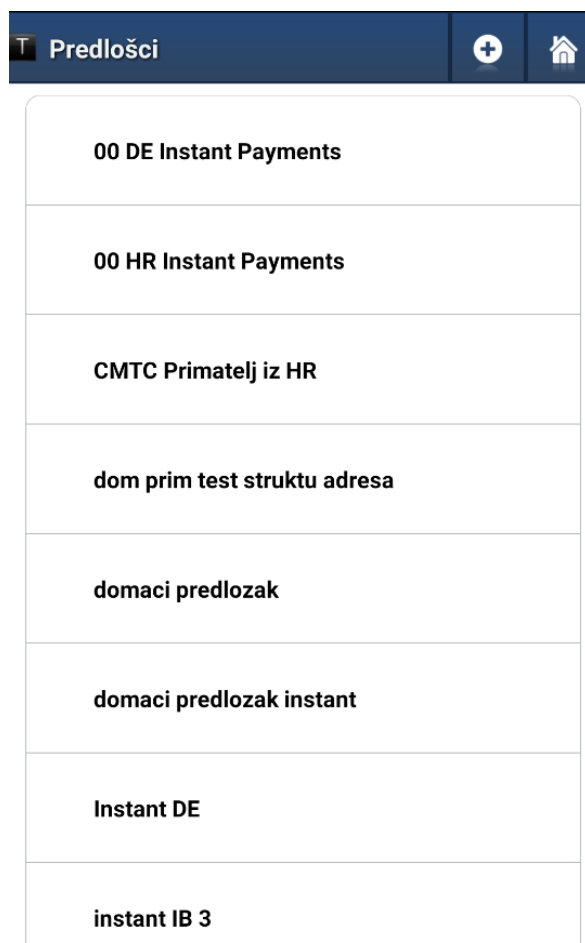 T Predlošci
00 DE Instant Payments
00 HR Instant Payments
CMTC Primatelj iz HR
dom prim test struktu adresa
domaci predlozak
domaci predlozak instant
Instant DE
instant IB 3